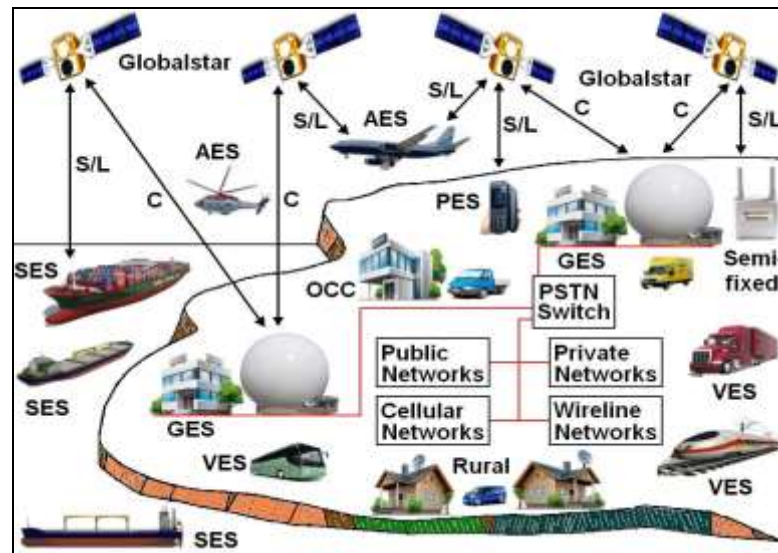 Globalstar
Globalstar
S/L
S/L
AES
S/L
S/L
C
C
S/L
AES
C
C
PES
SES
GES
Semi-
fixed
OCC
PSTN
Switch
Public
Networks
Private
Networks
VES
SES
GES
Cellular
Networks
Wireline
Networks
VES
Rural
VES
SES